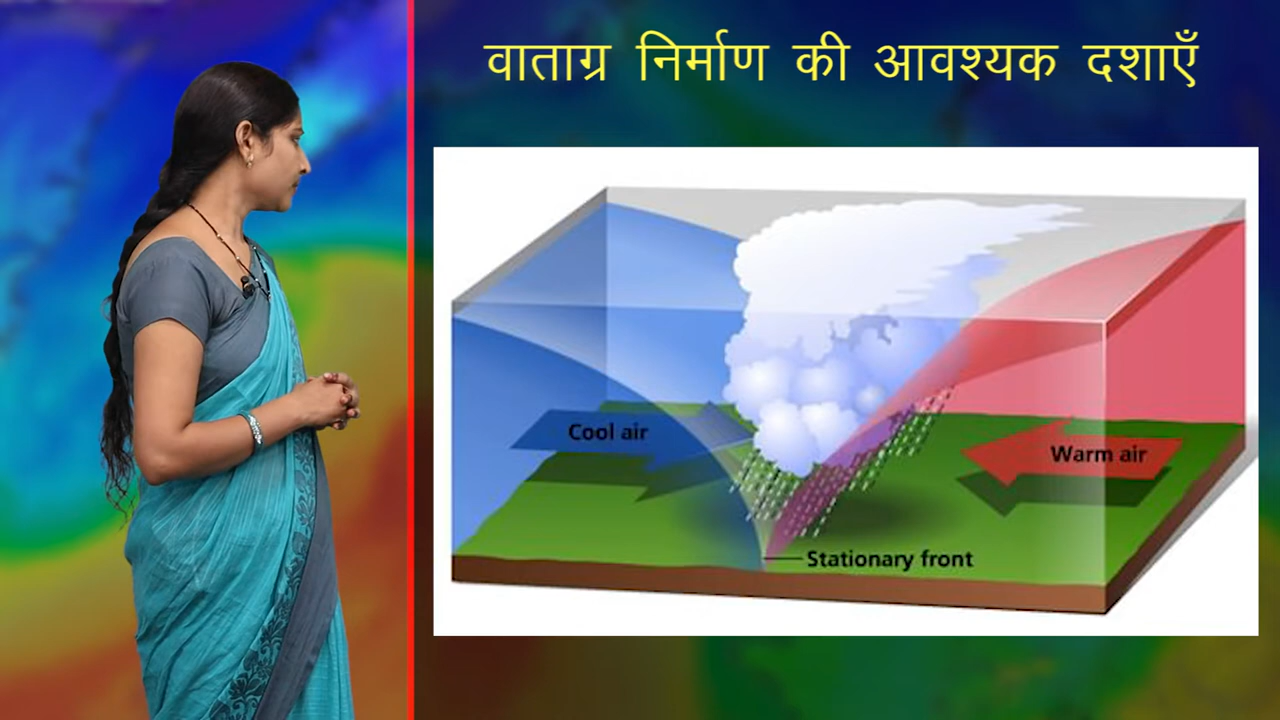 वाताग्र निर्माण की आवश्यक दशाएँ
Cool air
Warm air
Stationary front